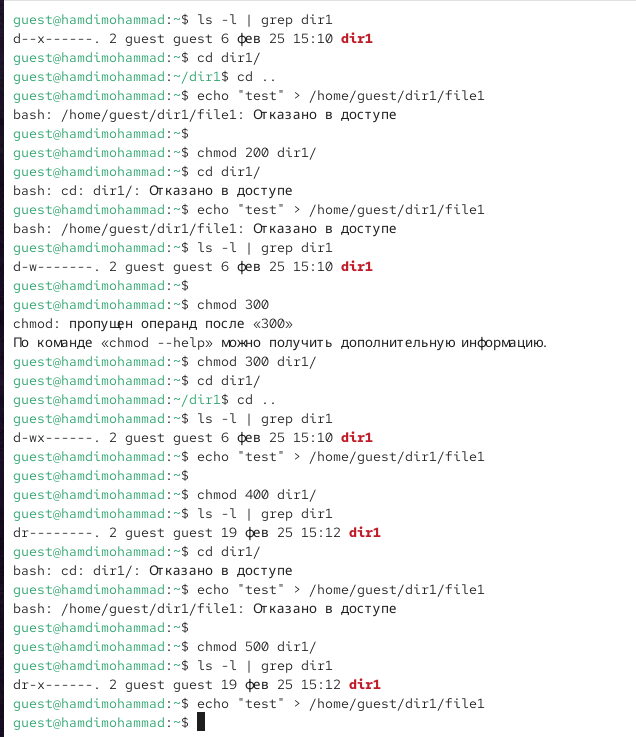 guest@hamdimohammad:~$ ls -l | grep dir1
d--x------. 2 guest guest 6 фев 25 15:10 dir1
guest@hamdimohammad:~$ cd dir1/
guest@hamdimohammad:~/dir1$ cd ..
guest@hamdimohammad:~$ echo "test" > /home/guest/dir1/file1
bash: /home/guest/dir1/file1: Отказано в доступе
guest@hamdimohammad:~$
guest@hamdimohammad:~$ chmod 200 dir1/
guest@hamdimohammad:~$ cd dir1/
bash: cd: dir1/: Отказано в доступе
guest@hamdimohammad:~$ echo "test" > /home/guest/dir1/file1
bash: /home/guest/dir1/file1: Отказано в доступе
guest@hamdimohammad:~$ ls -l | grep dir1
d-w-------. 2 guest guest 6 фев 25 15:10 dir1
guest@hamdimohammad:~$
guest@hamdimohammad:~$ chmod 300
chmod: пропущен операнд после «300»
По команде «chmod --help» можно получить дополнительную информацию.
guest@hamdimohammad:~$ chmod 300 dir1/
guest@hamdimohammad:~$ cd dir1/
guest@hamdimohammad:~/dir1$ cd ..
guest@hamdimohammad:~$ ls -l | grep dir1
d-wx------. 2 guest guest 6 фев 25 15:10 dir1
guest@hamdimohammad:~$ echo "test" > /home/guest/dir1/file1
guest@hamdimohammad:~$
guest@hamdimohammad:~$ chmod 400 dir1/
guest@hamdimohammad:~$ ls -l | grep dir1
dr--------. 2 guest guest 19 фев 25 15:12 dir1
guest@hamdimohammad:~$ cd dir1/
bash: cd: dir1/: Отказано в доступе
guest@hamdimohammad:~$ echo "test" > /home/guest/dir1/file1
bash: /home/guest/dir1/file1: Отказано в доступе
guest@hamdimohammad:~$
guest@hamdimohammad:~$ chmod 500 dir1/
guest@hamdimohammad:~$ ls -l | grep dir1
dr-x------. 2 guest guest 19 фев 25 15:12 dir1
guest@hamdimohammad:~$ echo "test" > /home/guest/dir1/file1
guest@hamdimohammad:~$